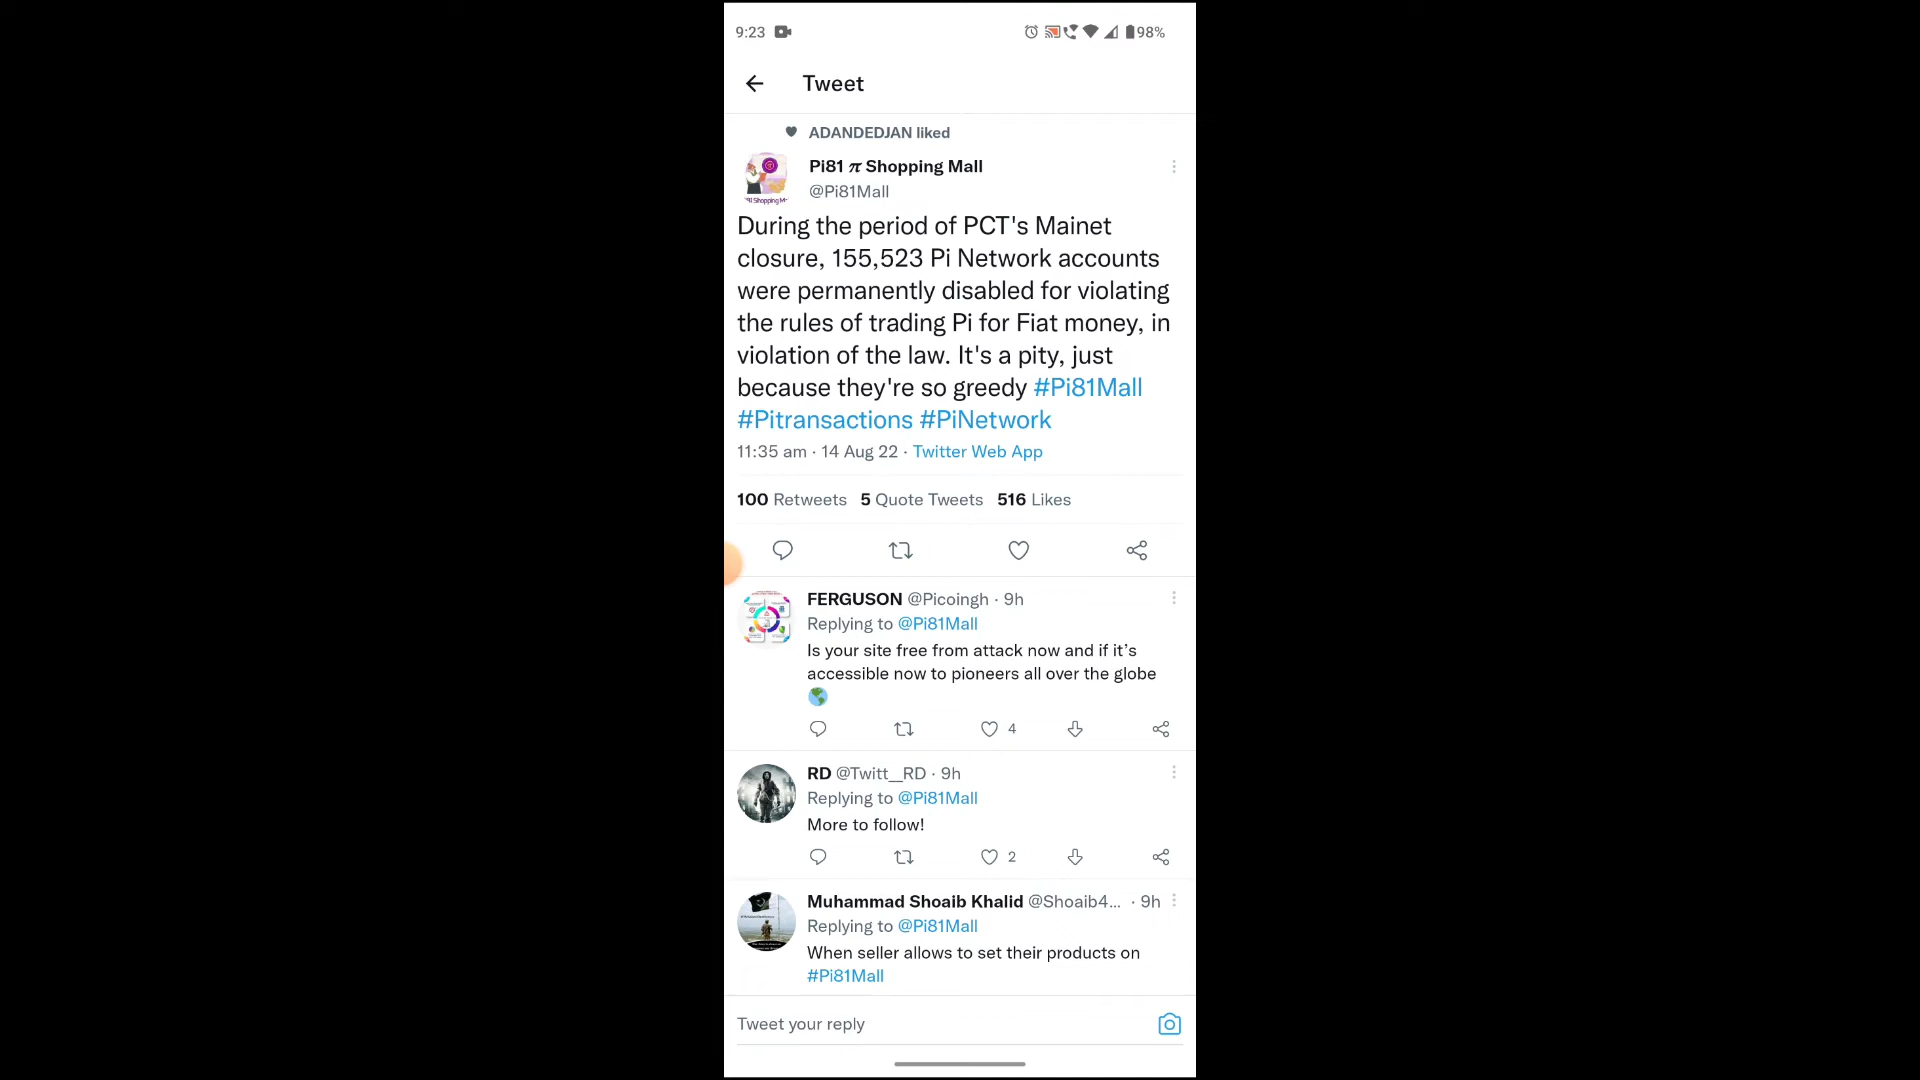 9:23
98%
Tweet
ADANDEDJAN liked
Pi81 π Shopping Mall
@Pi81Mall
During the period of PCT's Mainet
closure, 155,523 Pi Network accounts
were permanently disabled for violating
the rules of trading Pi for Fiat money, in
violation of the law. It's a pity, just
because they're so greedy #Pi81Mall
#Pitransactions #PiNetwork
11:35 am · 14 Aug 22 · Twitter Web App
100 Retweets 5 Quote Tweets 516 Likes
FERGUSON @Picoingh · 9h
Replying to @Pi81Mall
Is your site free from attack now and if it’s
accessible now to pioneers all over the globe
🌎
4
RD @Twitt__RD · 9h
Replying to @Pi81Mall
More to follow!
2
Muhammad Shoaib Khalid @Shoaib4... · 9h
Replying to @Pi81Mall
When seller allows to set their products on
#Pi81Mall
Tweet your reply